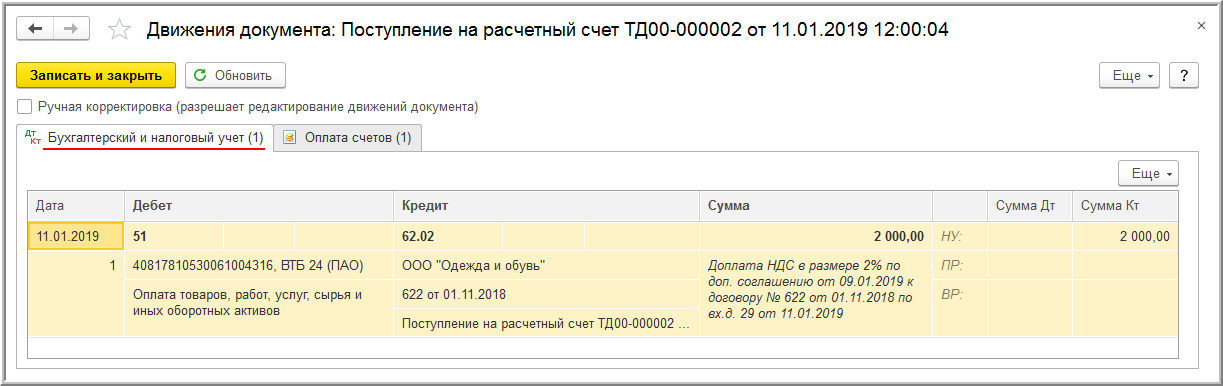 Движения документа: Поступление на расчетный счет ТД00-000002 от 11.01.2019 12:00:04
Записать и закрыть
Обновить
Еще
?
Ручная корректировка (разрешает редактирование движений документа)
Дт Кт Бухгалтерский и налоговый учет (1)
Оплата счетов (1)
Еще
Дата Дебет Кредит Сумма Сумма Дт Сумма Кт
11.01.2019 51 62.02 2 000,00 НУ: 2 000,00
1 40817810530061004316, ВТБ 24 (ПАО)
Оплата товаров, работ, услуг, сырья и
иных оборотных активов
ООО "Одежда и обувь"
622 от 01.11.2018
Поступление на расчетный счет ТД00-000002 ...
Доплата НДС в размере 2% по
доп. соглашению от 09.01.2019 к
договору № 622 от 01.11.2018 по
вх.д. 29 от 11.01.2019
ПР:
ВР: